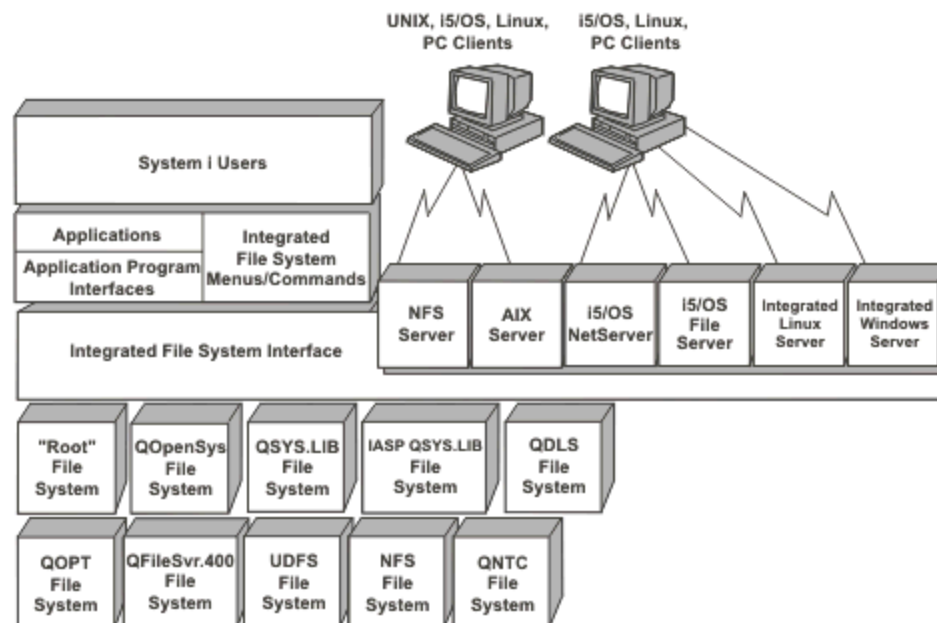 UNIX, i5/OS, Linux,
PC Clients
i5/OS, Linux,
PC Clients
System i Users
Applications
Application Program
Interfaces
Integrated
File System
Menus/Commands
NFS
Server
AIX
Server
i5/OS
NetServer
i5/OS
File
Server
Integrated
Linux
Server
Integrated
Windows
Server
Integrated File System Interface
"Root"
File
System
QOpenSys
File
System
QSYS.LIB
File
System
IASP QSYS.LIB
File
System
QDLS
File
System
QOPT
File
System
QFileSvr.400
File
System
UDFS
File
System
NFS
File
System
QNTC
File
System